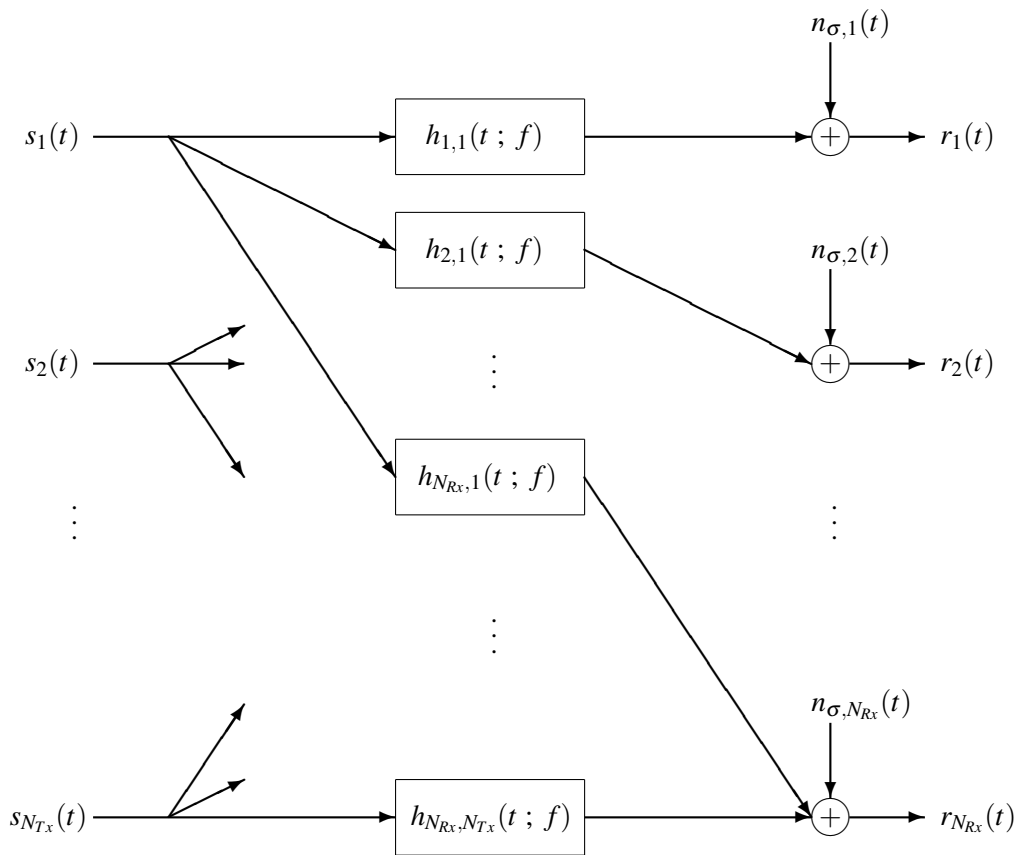 n_{σ,1}(t)
s_1(t)
h_{1,1}(t ; f)
+
r_1(t)
h_{2,1}(t ; f)
n_{σ,2}(t)
s_2(t)
⋮
+
r_2(t)
h_{N_{Rx},1}(t ; f)
⋮
⋮
⋮
n_{σ,N_{Rx}}(t)
s_{N_{Tx}}(t)
h_{N_{Rx},N_{Tx}}(t ; f)
+
r_{N_{Rx}}(t)